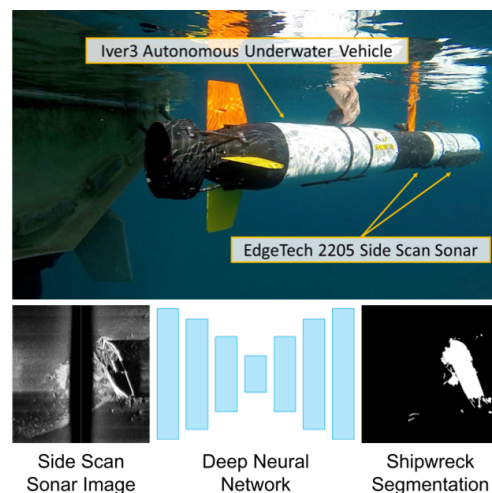 Iver3 Autonomous Underwater Vehicle
EdgeTech 2205 Side Scan Sonar
Side Scan
Sonar Image
Deep Neural
Network
Shipwreck
Segmentation